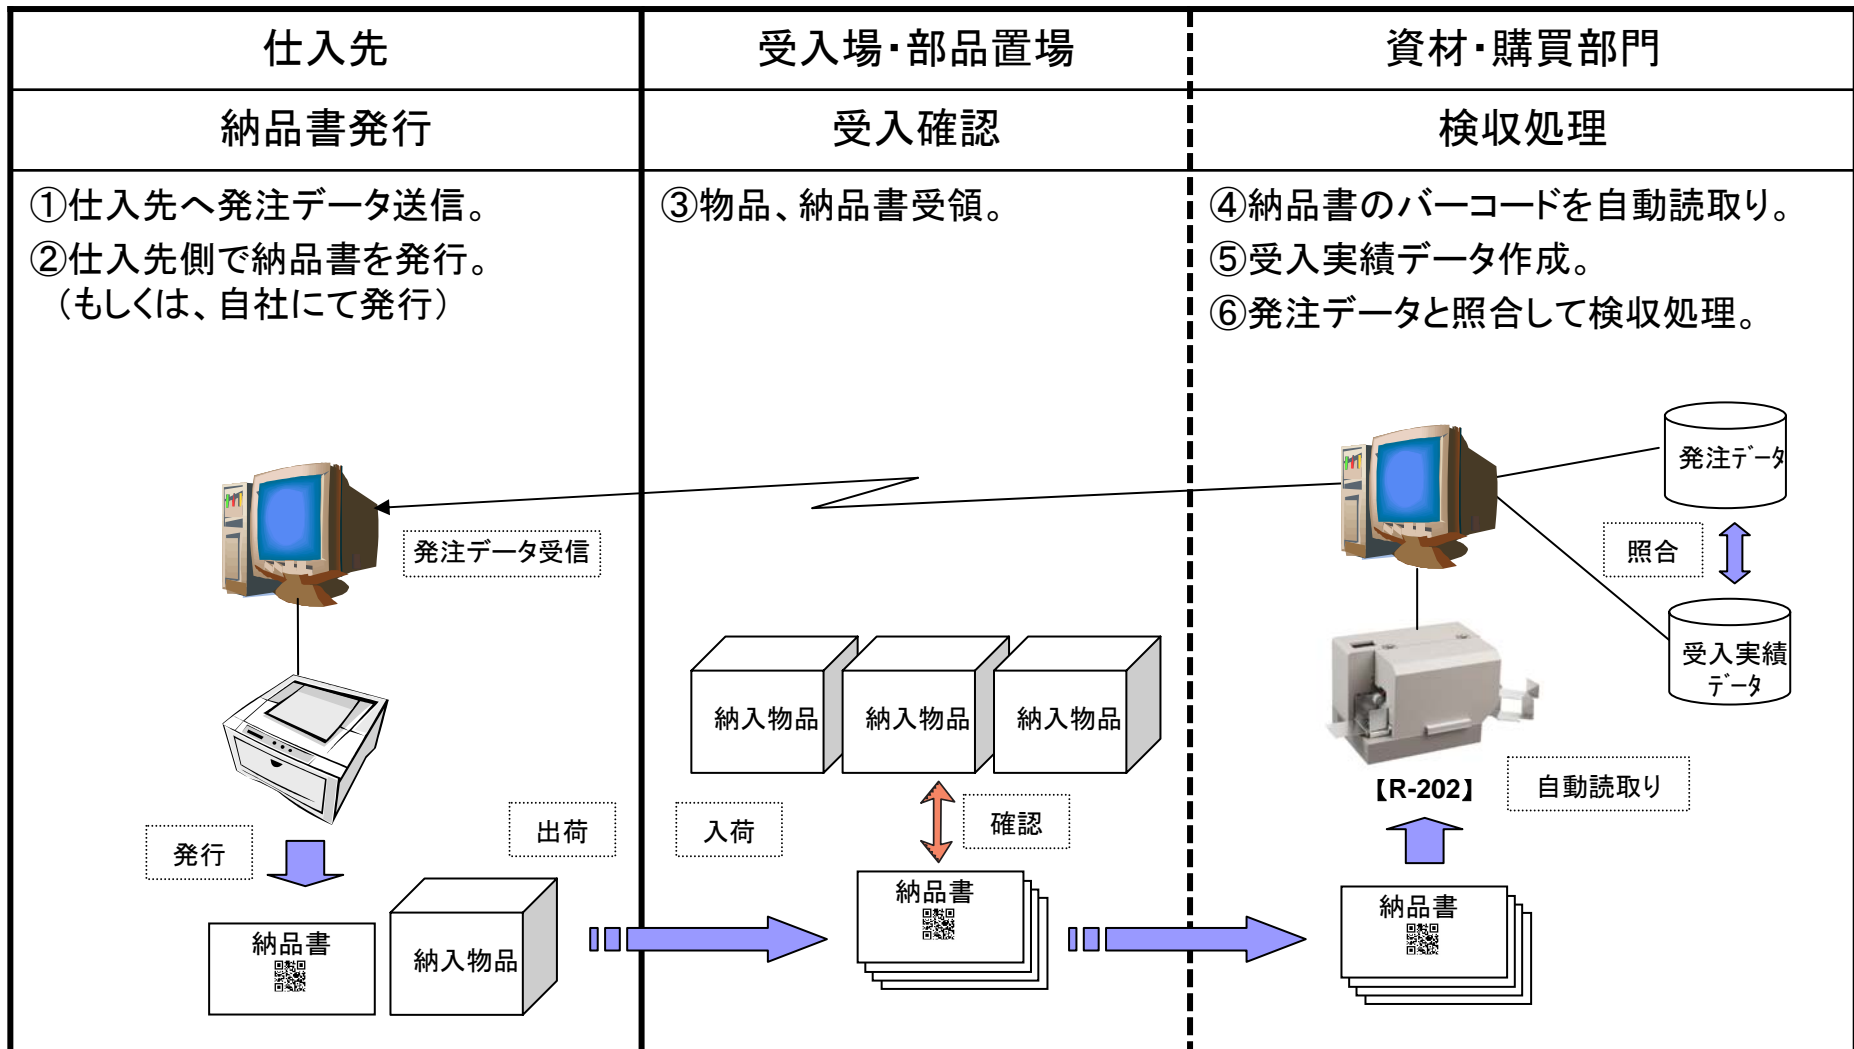 仕入先
受入場・部品置場
資材・購買部門
納品書発行
受入確認
検収処理
①仕入先へ発注データ送信。
②仕入先側で納品書を発行。
（もしくは、自社にて発行）
③物品、納品書受領。
④納品書のバーコードを自動読取り。
⑤受入実績データ作成。
⑥発注データと照合して検収処理。
発注データ受信
発行
出荷
納品書
納入物品
納入物品
納入物品
納入物品
入荷
確認
納品書
発注ﾃﾞｰﾀ
照合
受入実績
ﾃﾞｰﾀ
【R-202】
自動読取り
納品書